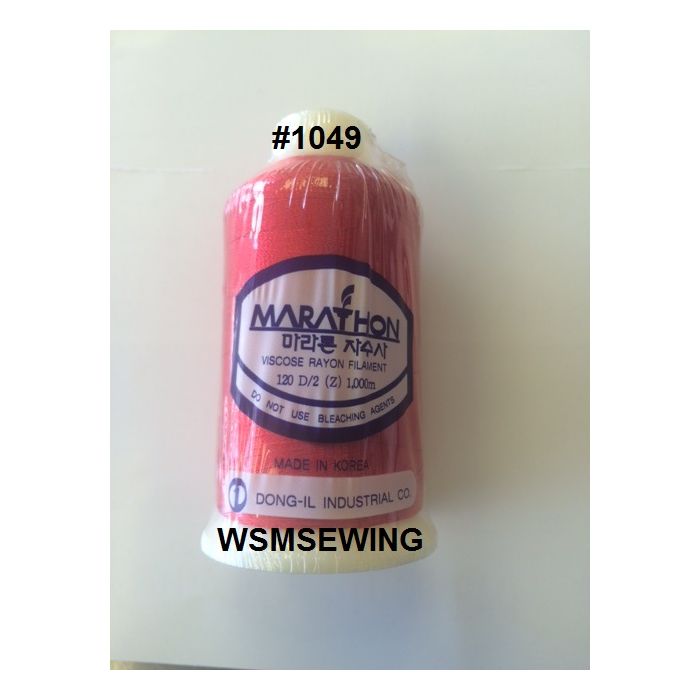 #1049
MARATHON
마라톤 자수사
VISCOSE RAYON FILAMENT
120 D/2 (Z) 1,000m
DO NOT USE BLEACHING AGENTS
MADE IN KOREA
DONG-IL INDUSTRIAL CO.
WSMSEWING